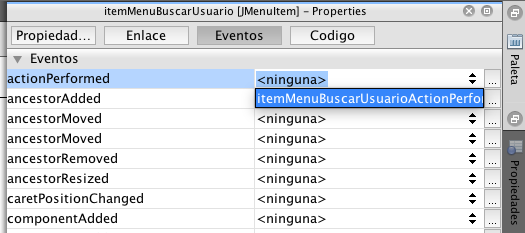 itemMenuBuscarUsuario [JMenuItem] - Properties
Propiedad... Enlace Eventos Codigo
Eventos
actionPerformed <ninguna> ...
ancestorAdded itemMenuBuscarUsuarioActionPerfo ...
ancestorMoved <ninguna> ...
ancestorMoved <ninguna> ...
ancestorRemoved <ninguna> ...
ancestorResized <ninguna> ...
caretPositionChanged <ninguna> ...
componentAdded <ninguna> ...
Paleta
Propiedades